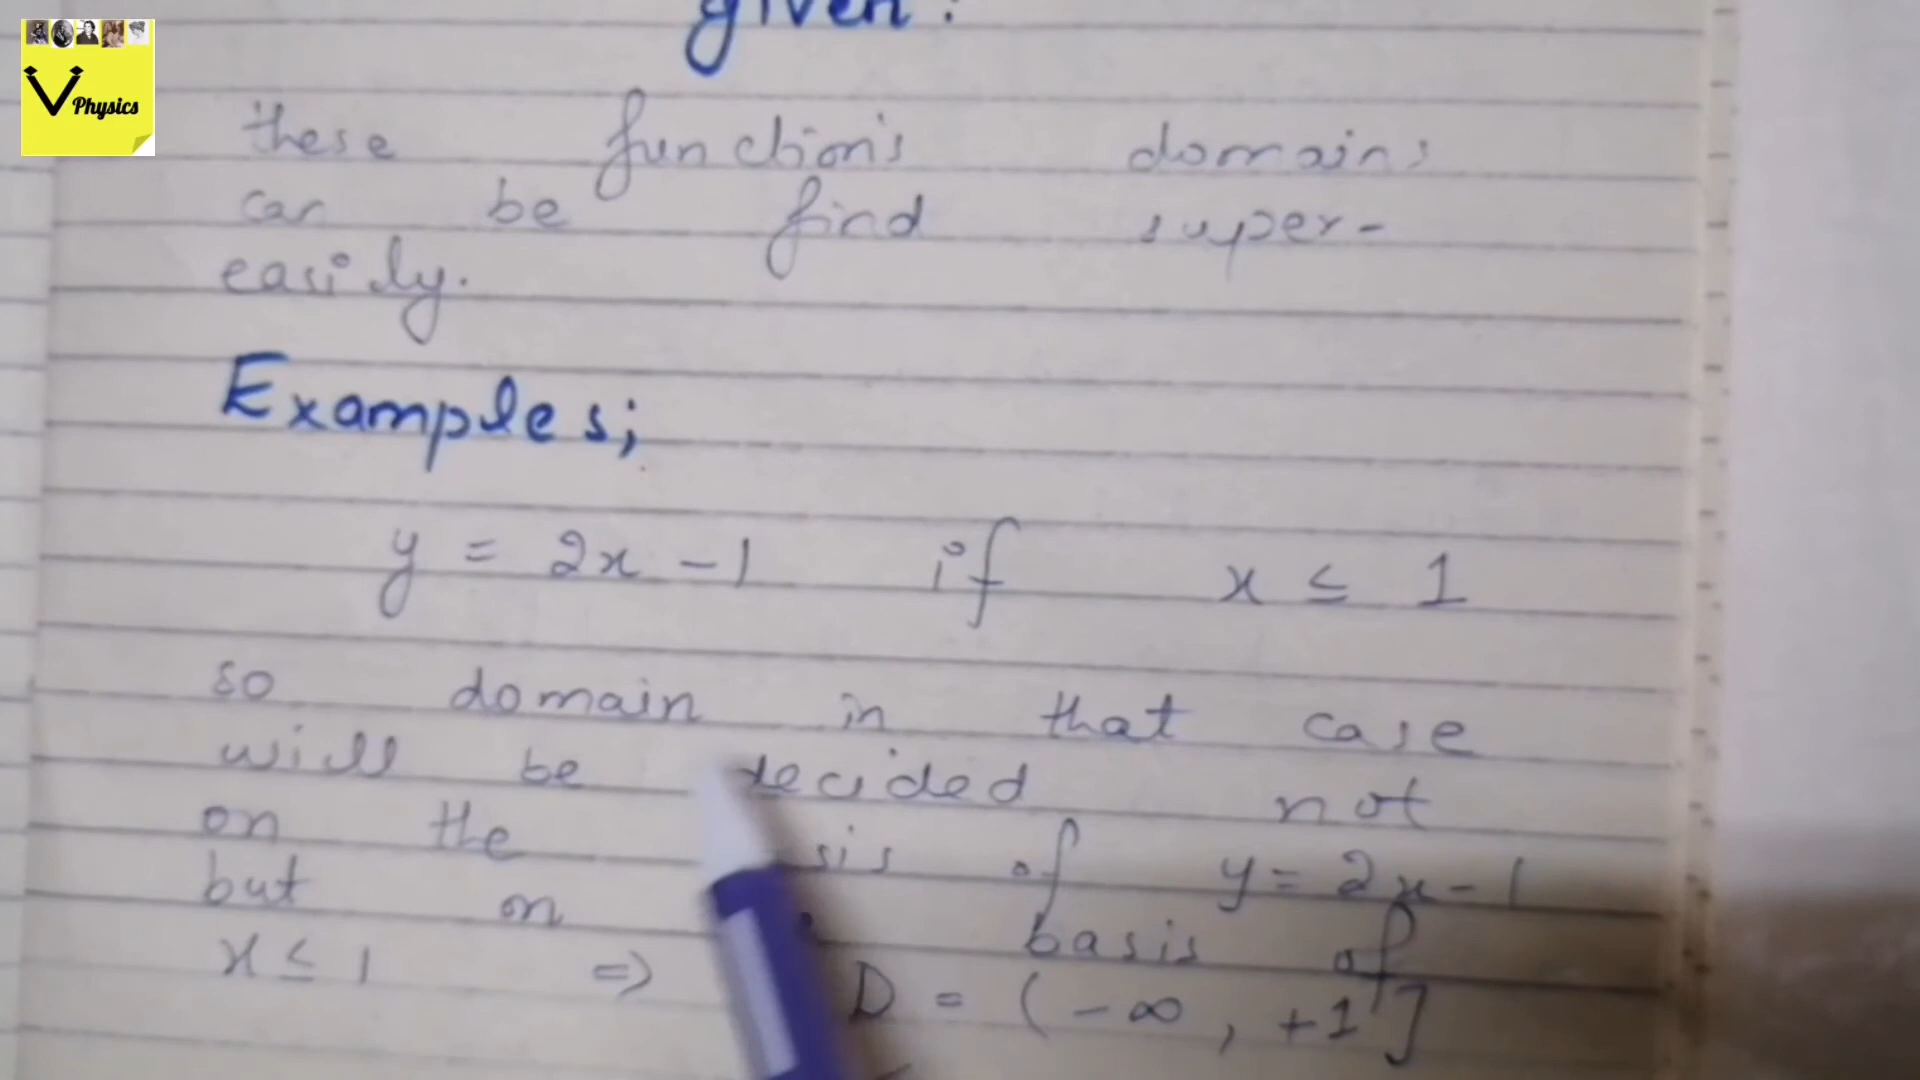 V Physics
given:
these function's domains
can be find super-
easily.
Examples;
y = 2x - 1 if x ≤ 1
so domain in that case
will be decided not
on the of y = 2x - 1
but on basis of
x ≤ 1 => D = (-∞, +1]